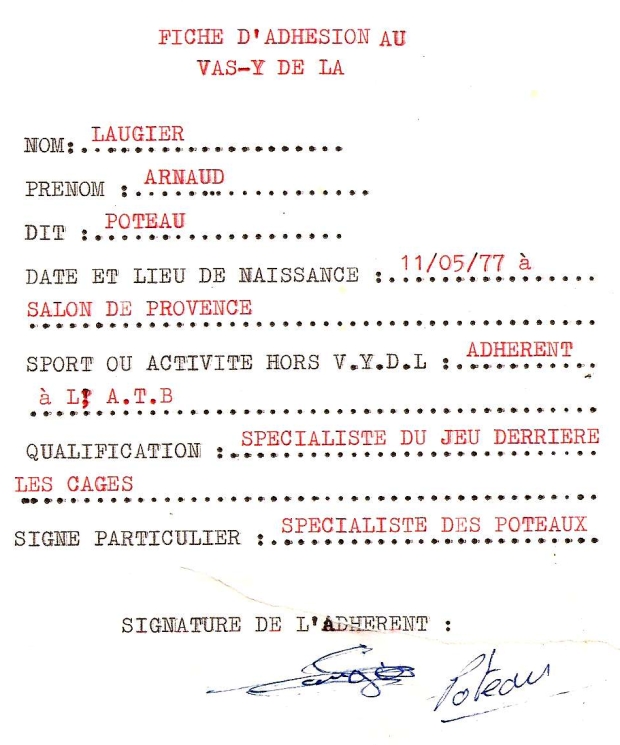 FICHE D'ADHESION AU
VAS-Y DE LA
NOM: LAUGIER
PRENOM : ARNAUD
DIT : POTEAU
DATE ET LIEU DE NAISSANCE : 11/05/77 à
SALON DE PROVENCE
SPORT OU ACTIVITE HORS V.Y.D.L : ADHERENT
à L' A.T.B
QUALIFICATION : SPECIALISTE DU JEU DERRIERE
LES CAGES
SIGNE PARTICULIER : SPECIALISTE DES POTEAUX
SIGNATURE DE L'ADHERENT :
Poteau